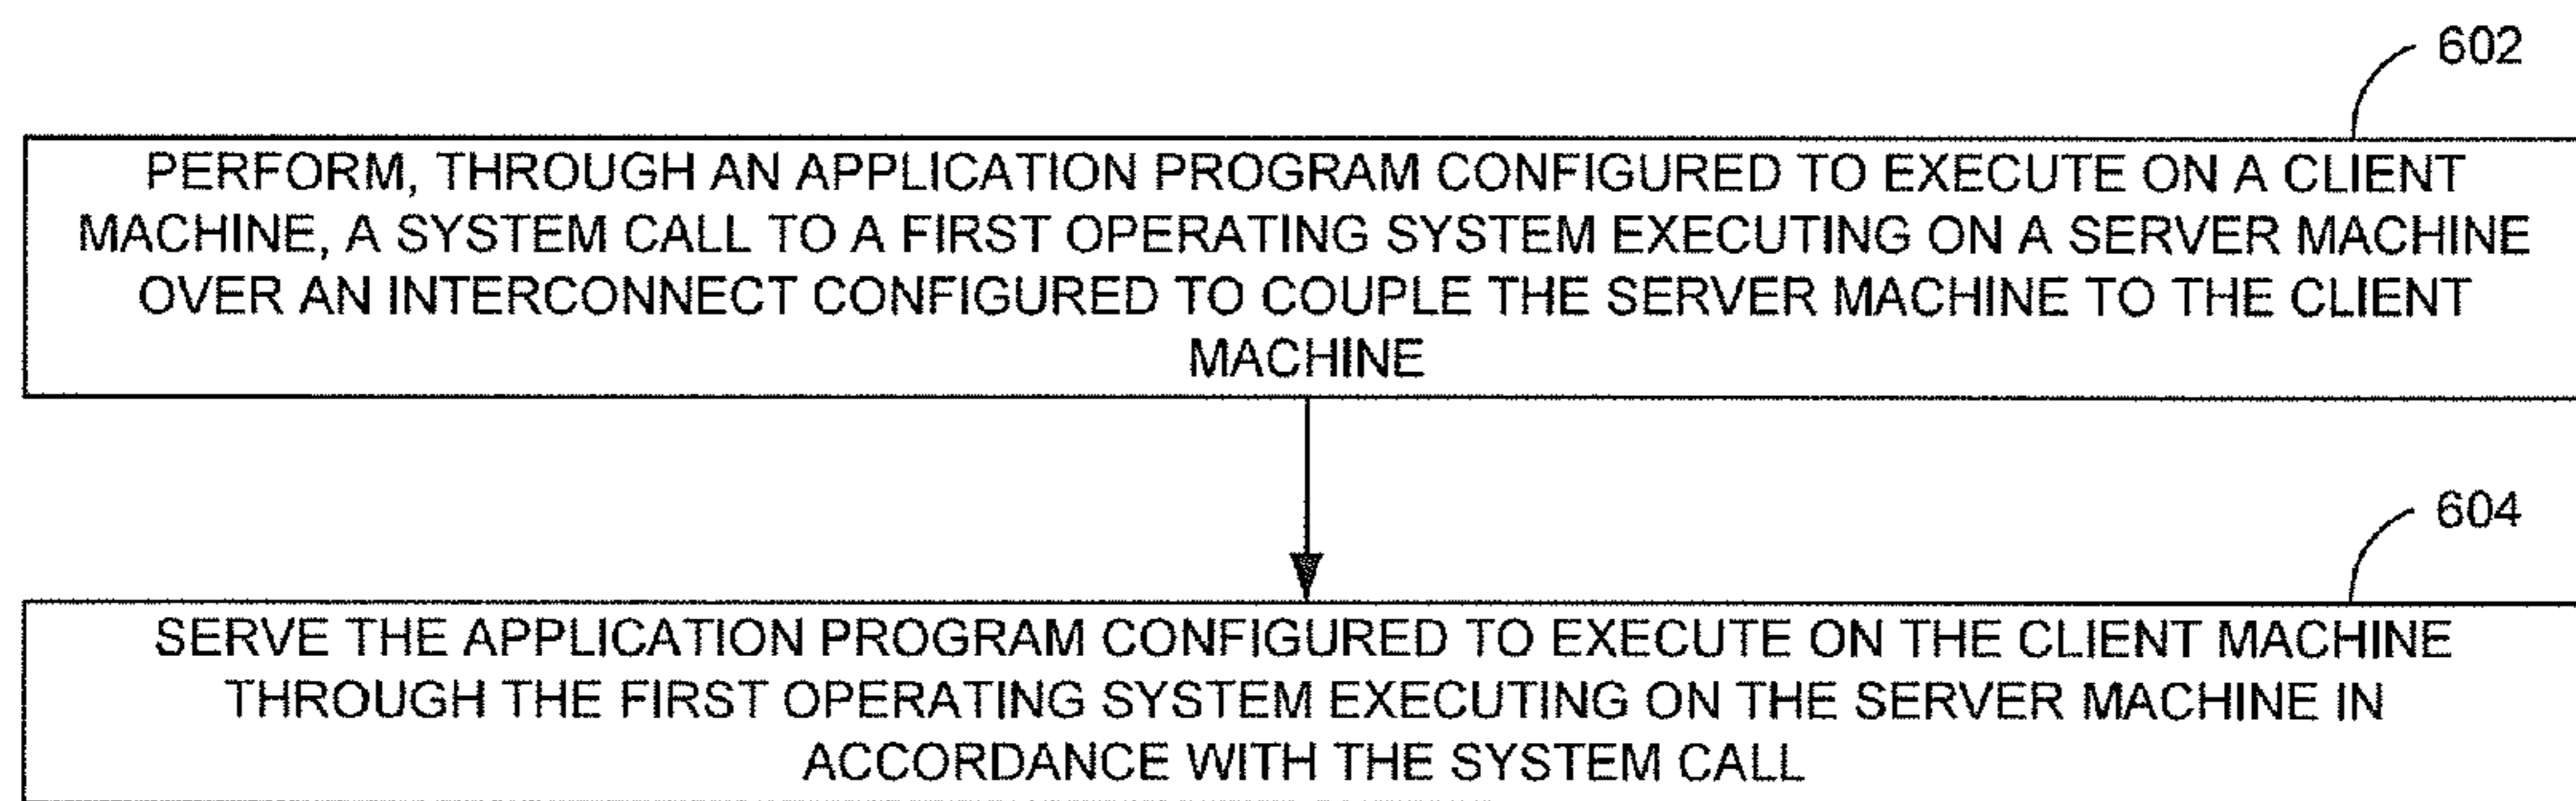 602
PERFORM, THROUGH AN APPLICATION PROGRAM CONFIGURED TO EXECUTE ON A CLIENT
MACHINE, A SYSTEM CALL TO A FIRST OPERATING SYSTEM EXECUTING ON A SERVER MACHINE
OVER AN INTERCONNECT CONFIGURED TO COUPLE THE SERVER MACHINE TO THE CLIENT
MACHINE
604
SERVE THE APPLICATION PROGRAM CONFIGURED TO EXECUTE ON THE CLIENT MACHINE
THROUGH THE FIRST OPERATING SYSTEM EXECUTING ON THE SERVER MACHINE IN
ACCORDANCE WITH THE SYSTEM CALL